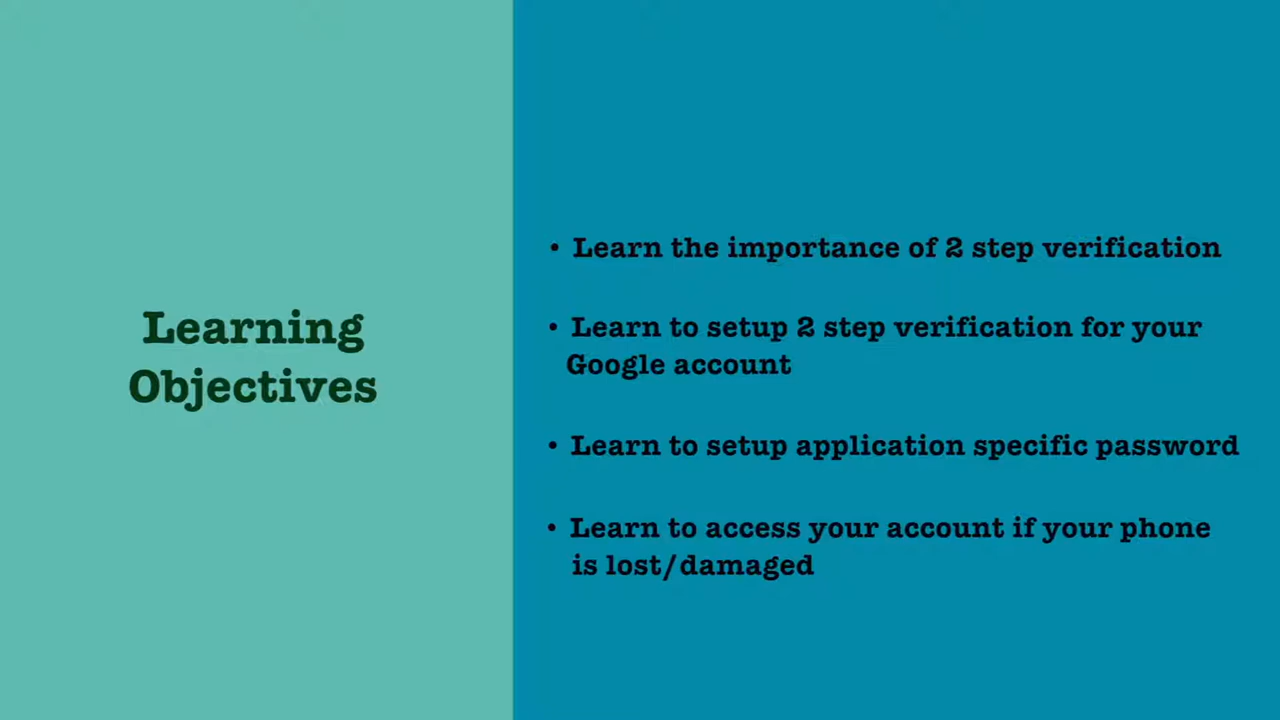 Learning
Objectives
• Learn the importance of 2 step verification
• Learn to setup 2 step verification for your
Google account
• Learn to setup application specific password
• Learn to access your account if your phone
is lost/damaged